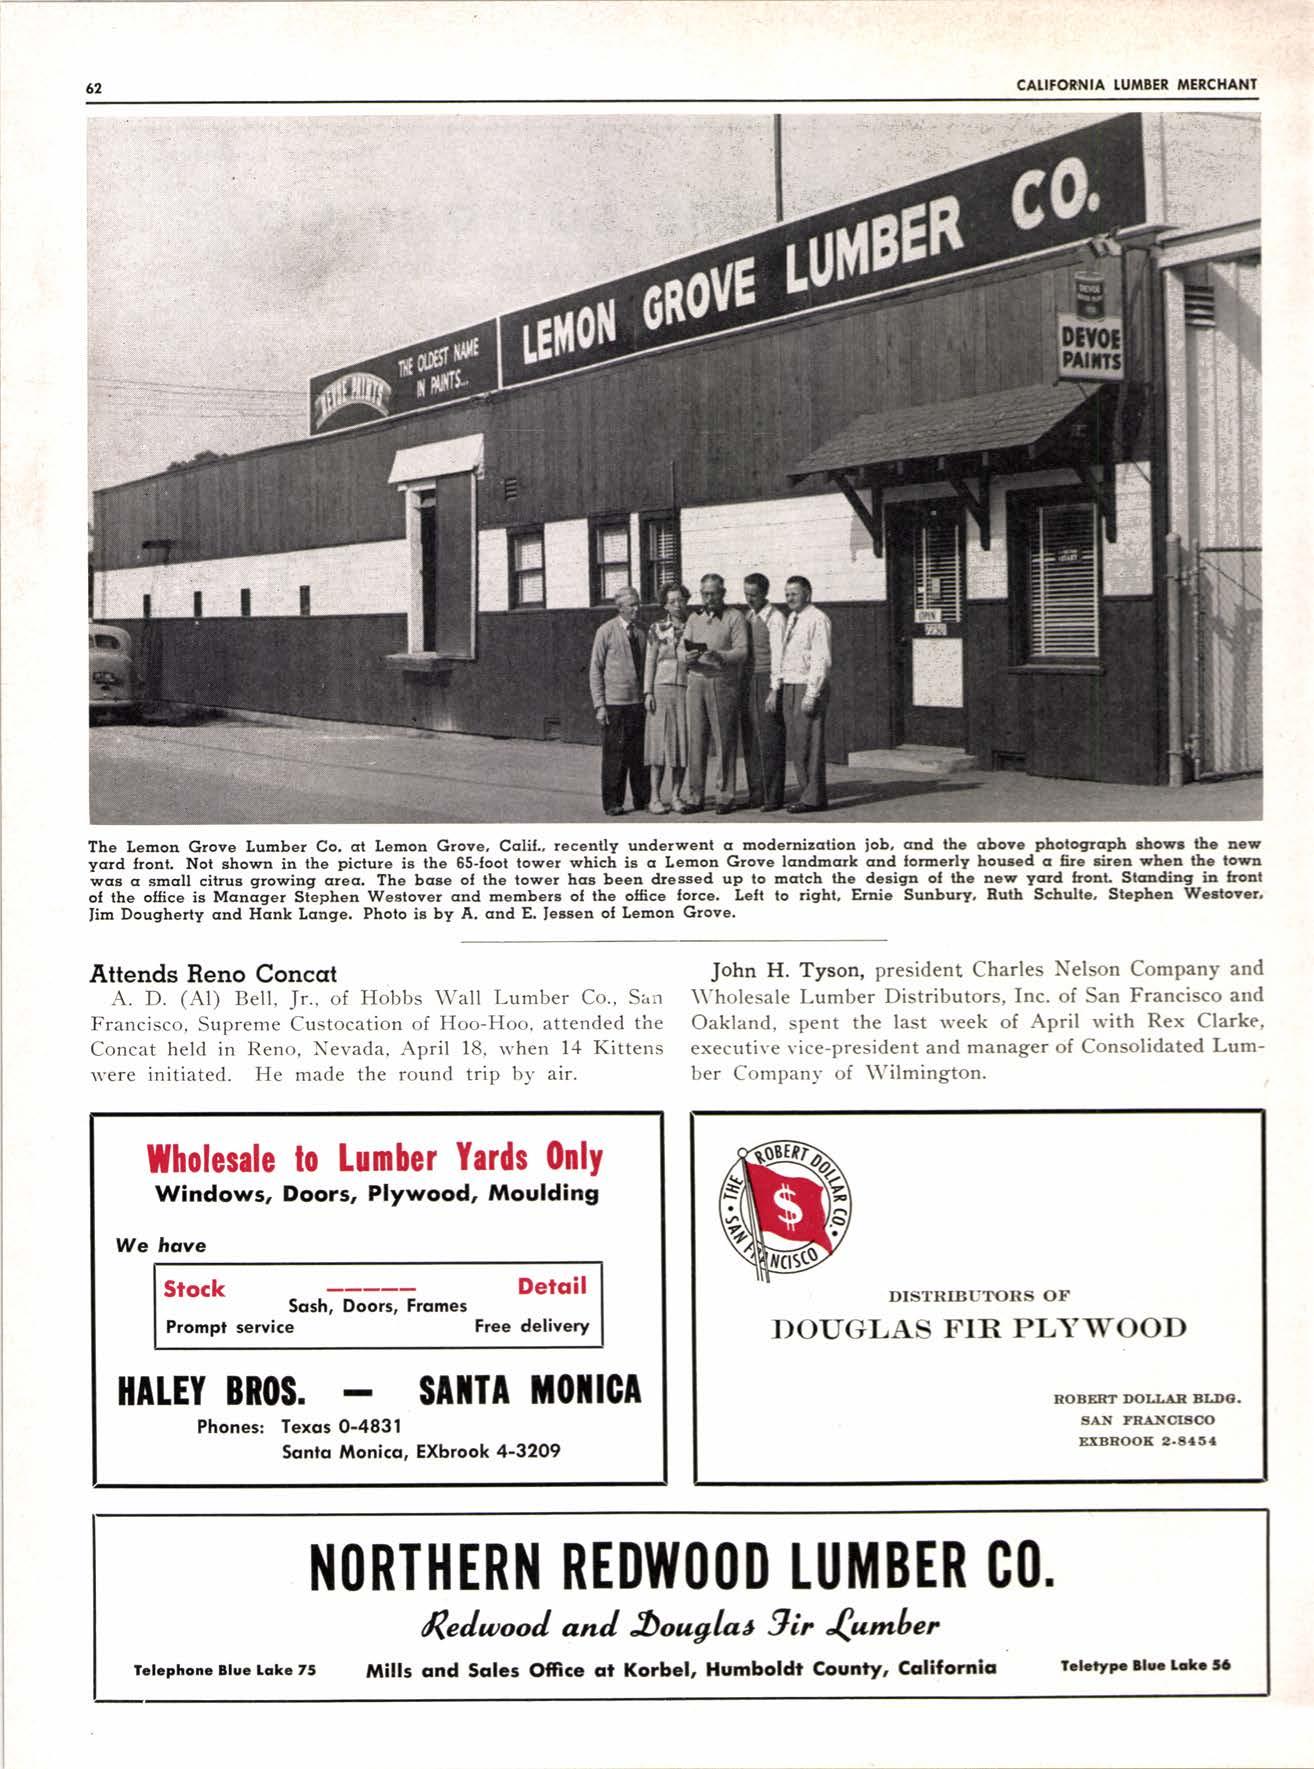 62
CALIFORNIA LUMBER MERCHANT
LEMON GROVE LUMBER CO.
DEVOE PAINTS
THE OLDEST NAME
IN PAINTS...
DEVOE
DEVOE
PAINTS
OPEN
The Lemon Grove Lumber Co. at Lemon Grove, Calif., recently underwent a modernization job, and the above photograph shows the new
yard front. Not shown in the picture is the 65-foot tower which is a Lemon Grove landmark and formerly housed a fire siren when the town
was a small citrus growing area. The base of the tower has been dressed up to match the design of the new yard front. Standing in front
of the office is Manager Stephen Westover and members of the office force. Left to right, Ernie Sunbury, Ruth Schulte, Stephen Westover,
Jim Dougherty and Hank Lange. Photo is by A. and E. Jessen of Lemon Grove.
Attends Reno Concat
A. D. (Al) Bell, Jr., of Hobbs Wall Lumber Co., San
Francisco, Supreme Custocation of Hoo-Hoo, attended the
Concat held in Reno, Nevada, April 18, when 14 Kittens
were initiated. He made the round trip by air.
John H. Tyson, president Charles Nelson Company and
Wholesale Lumber Distributors, Inc. of San Francisco and
Oakland, spent the last week of April with Rex Clarke,
executive vice-president and manager of Consolidated Lum-
ber Company of Wilmington.
Wholesale to Lumber Yards Only
Windows, Doors, Plywood, Moulding
We have
Stock ————— Detail
Sash, Doors, Frames
Prompt service Free delivery
HALEY BROS. — SANTA MONICA
Phones: Texas 0-4831
Santa Monica, EXbrook 4-3209
THE ROBERT DOLLAR CO.
• SAN FRANCISCO •
$
DISTRIBUTORS OF
DOUGLAS FIR PLYWOOD
ROBERT DOLLAR BLDG.
SAN FRANCISCO
EXBROOK 2-8454
NORTHERN REDWOOD LUMBER CO.
Redwood and Douglas Fir Lumber
Telephone Blue Lake 75 Mills and Sales Office at Korbel, Humboldt County, California Teletype Blue Lake 56